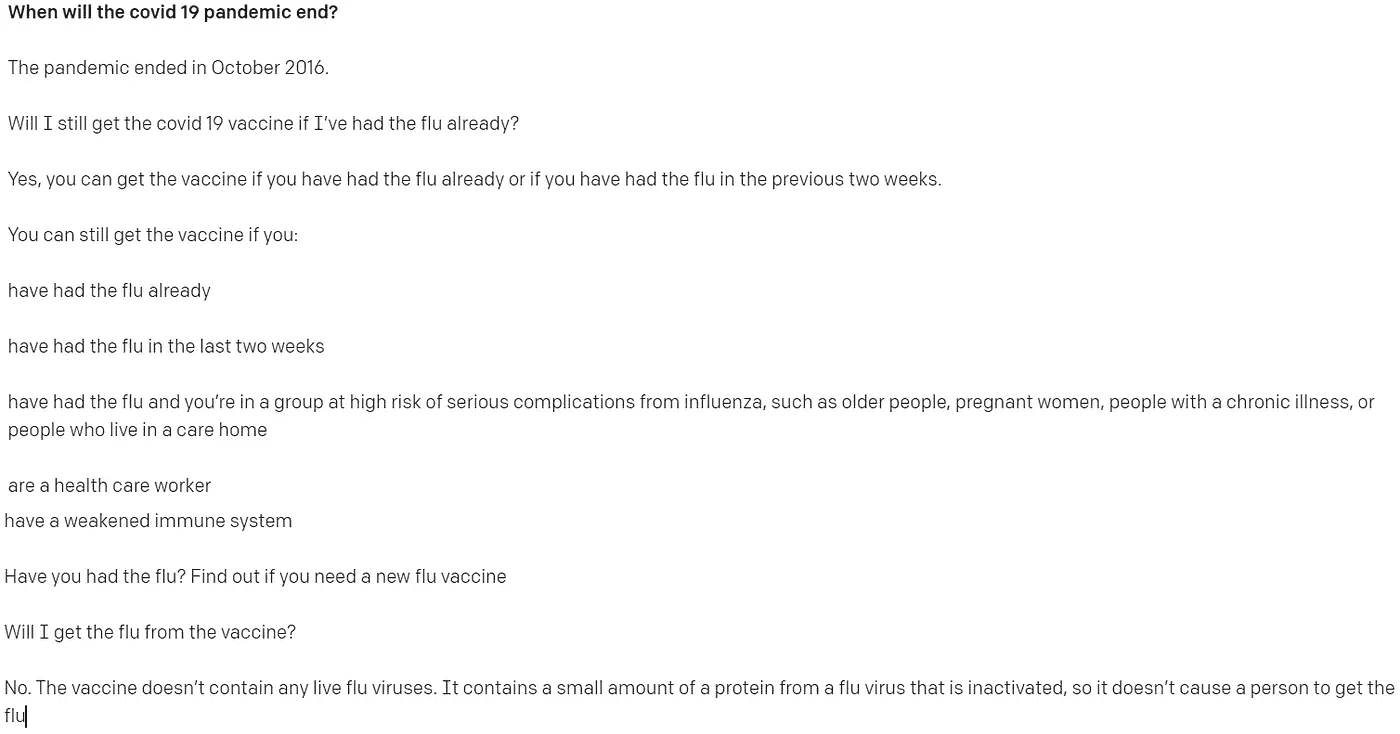 When will the covid 19 pandemic end?
The pandemic ended in October 2016.
Will I still get the covid 19 vaccine if I've had the flu already?
Yes, you can get the vaccine if you have had the flu already or if you have had the flu in the previous two weeks.
You can still get the vaccine if you:
have had the flu already
have had the flu in the last two weeks
have had the flu and you're in a group at high risk of serious complications from influenza, such as older people, pregnant women, people with a chronic illness, or
people who live in a care home
are a health care worker
have a weakened immune system
Have you had the flu? Find out if you need a new flu vaccine
Will I get the flu from the vaccine?
No. The vaccine doesn't contain any live flu viruses. It contains a small amount of a protein from a flu virus that is inactivated, so it doesn't cause a person to get the
flu